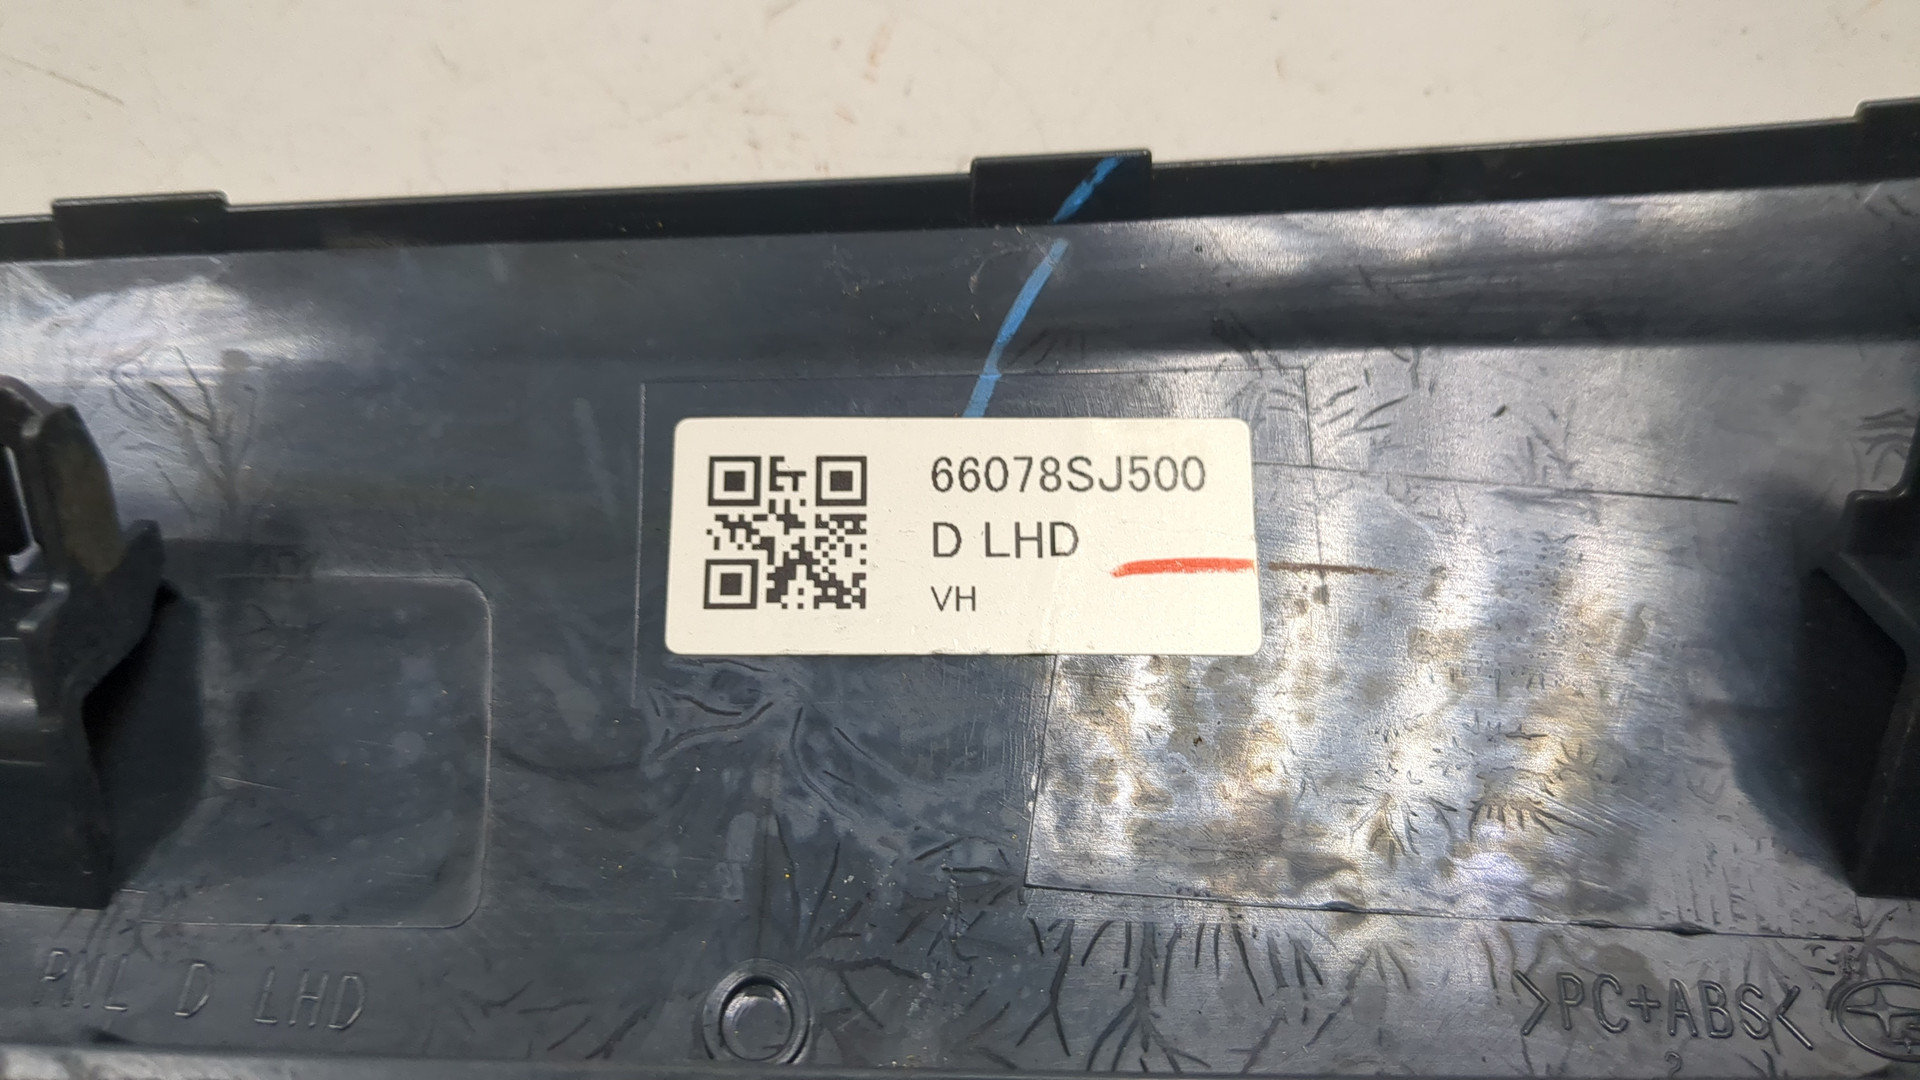 66078SJ500
D LHD
VH
PNL D LHD
>PC+ABS<